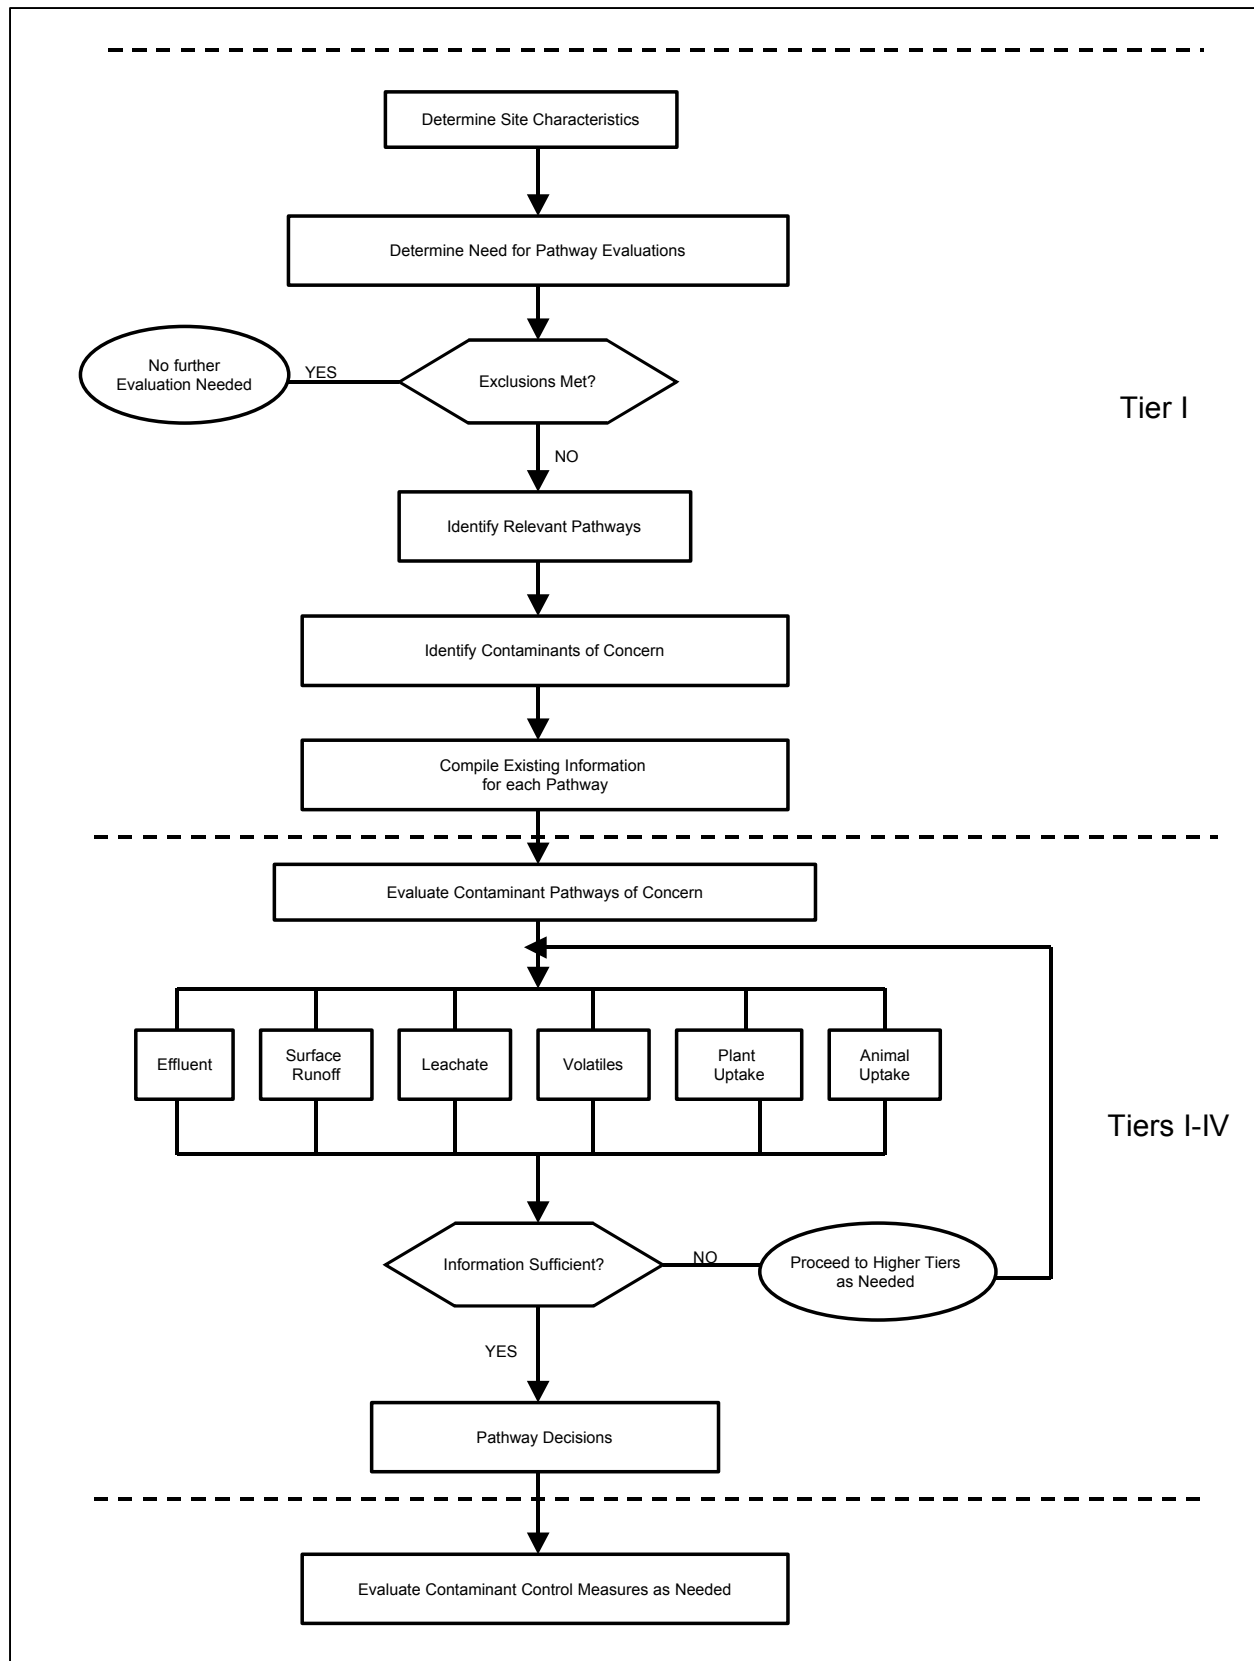 Determine Site Characteristics
Determine Need for Pathway Evaluations
No further
Evaluation Needed
YES
Exclusions Met?
Tier I
NO
Identify Relevant Pathways
Identify Contaminants of Concern
Compile Existing Information
for each Pathway
Evaluate Contaminant Pathways of Concern
Effluent
Surface
Runoff
Leachate
Volatiles
Plant
Uptake
Animal
Uptake
Tiers I-IV
Information Sufficient?
NO
Proceed to Higher Tiers
as Needed
YES
Pathway Decisions
Evaluate Contaminant Control Measures as Needed